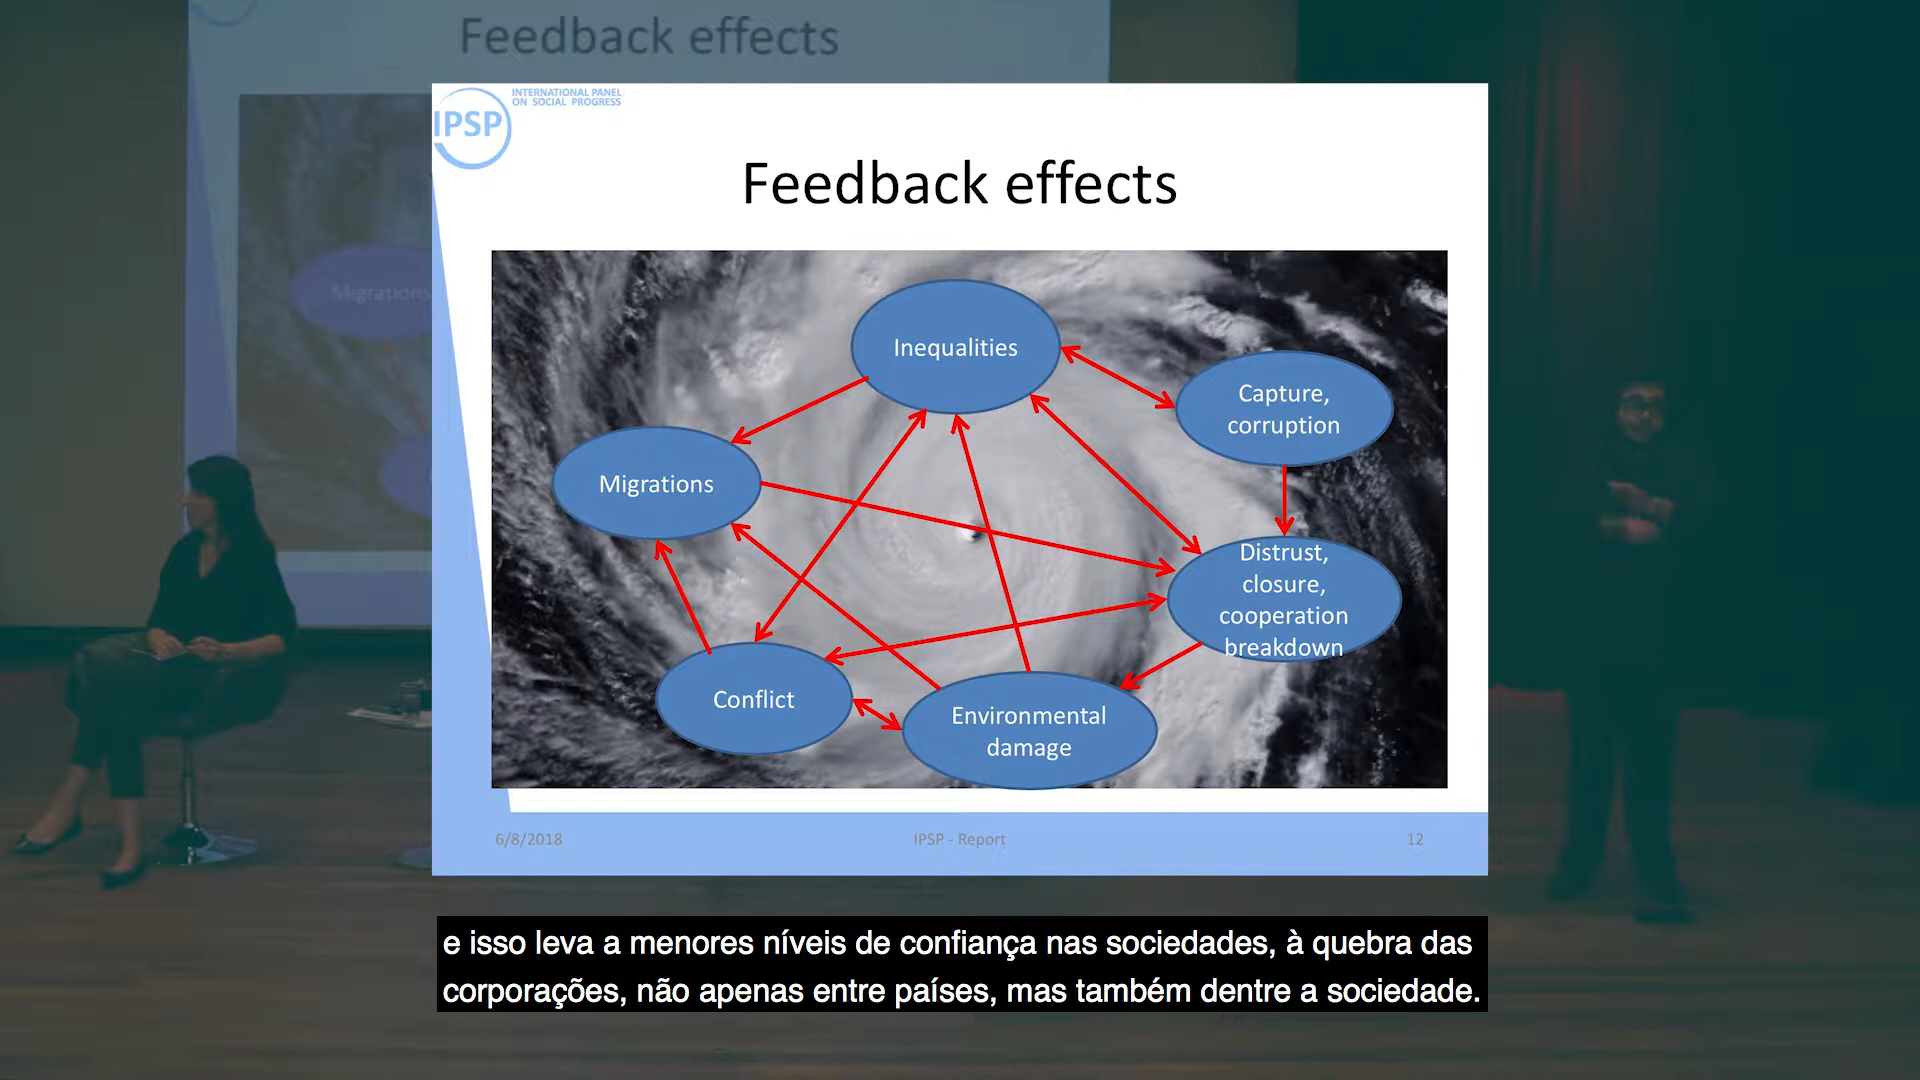 Feedback effects
Migrations
INTERNATIONAL PANEL
ON SOCIAL PROGRESS
IPSP
Feedback effects
Inequalities
Capture,
corruption
Migrations
Distrust,
closure,
cooperation
breakdown
Conflict
Environmental
damage
6/8/2018
IPSP - Report
12
e isso leva a menores níveis de confiança nas sociedades, à quebra das
corporações, não apenas entre países, mas também dentre a sociedade.